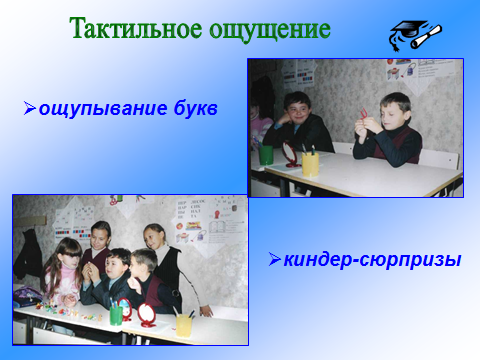 Тактильное ощущение
ощупывание букв
киндер-сюрпризы